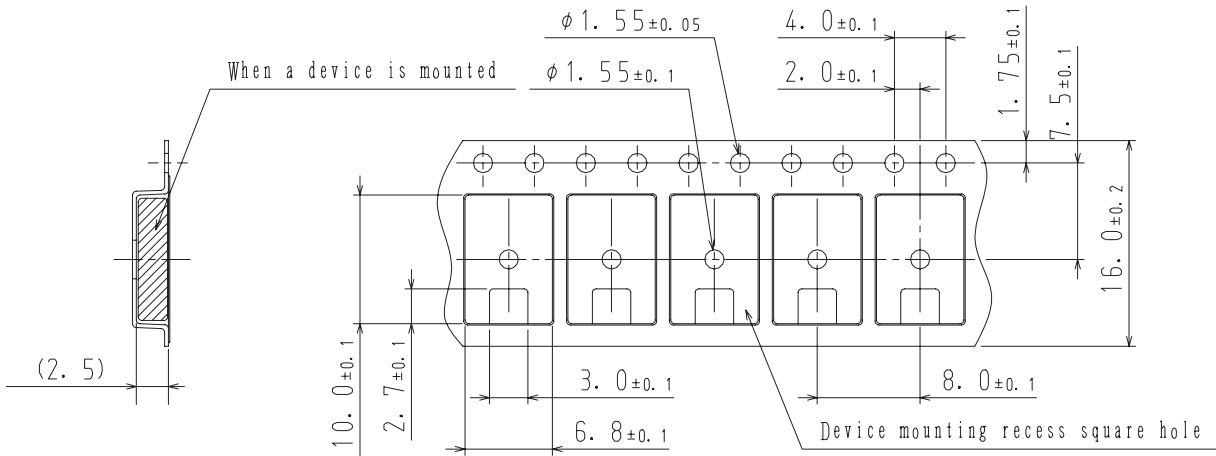 φ1.55±0.05
4.0±0.1
When a device is mounted
φ1.55±0.1
2.0±0.1
1.75±0.1
7.5±0.1
16.0±0.2
(2.5)
10.0±0.1
2.7±0.1
3.0±0.1
8.0±0.1
6.8±0.1
Device mounting recess square hole